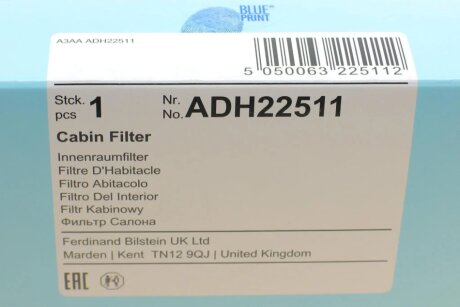 BLUE
PRINT
A3AA ADH22511
5 050063 225112
Stck. 1 Nr. ADH22511
pcs No.
Cabin Filter
Innenraumfilter
Filtre D'Habitacle
Filtro Abitacolo
Filtro Del Interior
Filtr Kabinowy
Фильтр Салона
Ferdinand Bilstein UK Ltd
Marden | Kent TN12 9QJ | United Kingdom
EAC